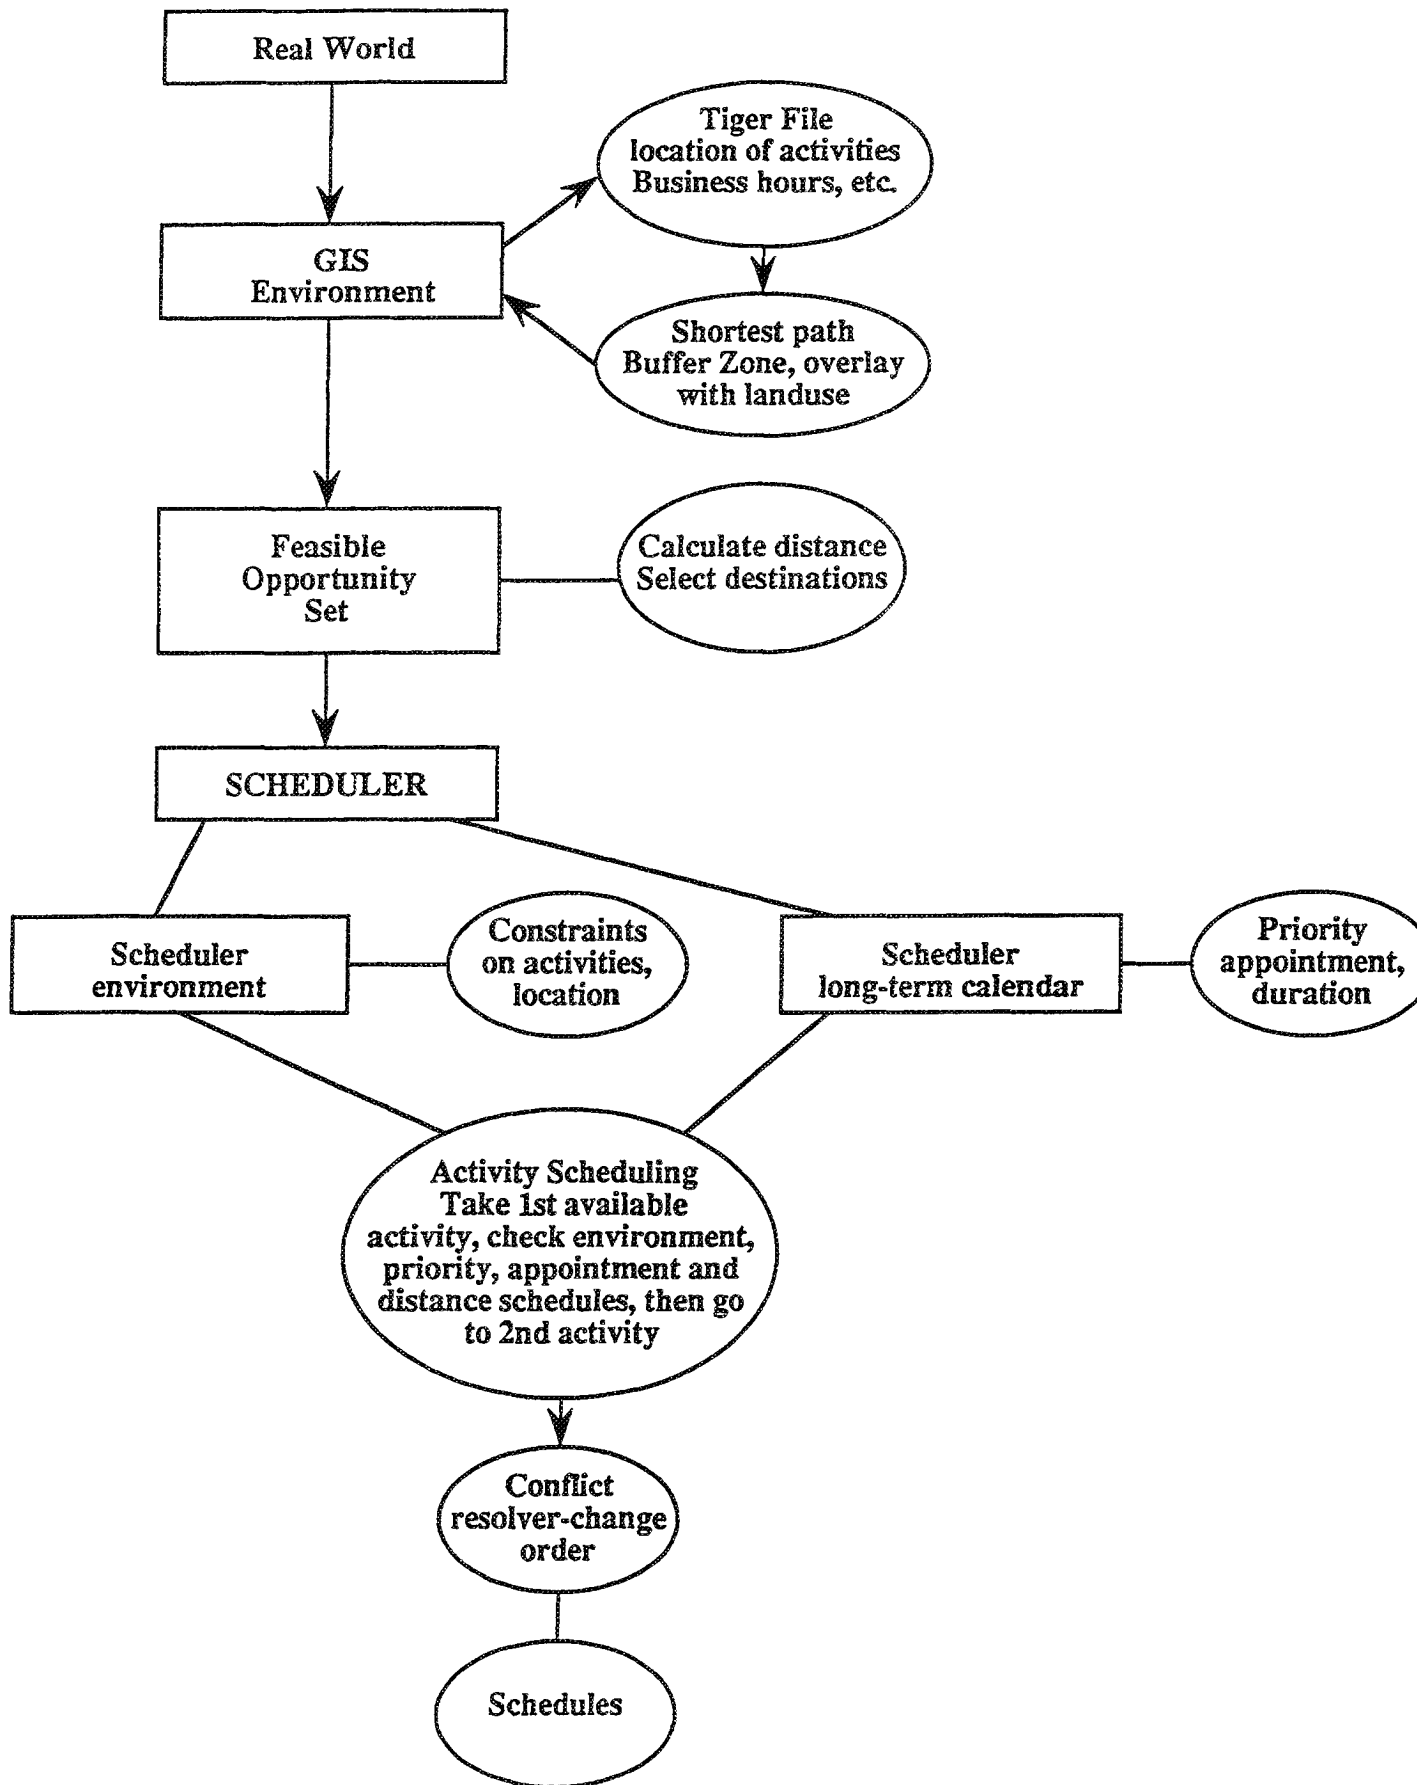 Real World
Tiger File
location of activities
Business hours, etc.
GIS
Environment
Shortest path
Buffer Zone, overlay
with landuse
Feasible
Opportunity
Set
Calculate distance
Select destinations
SCHEDULER
Scheduler
environment
Constraints
on activities,
location
Scheduler
long-term calendar
Priority
appointment,
duration
Activity Scheduling
Take 1st available
activity, check environment,
priority, appointment and
distance schedules, then go
to 2nd activity
Conflict
resolver-change
order
Schedules